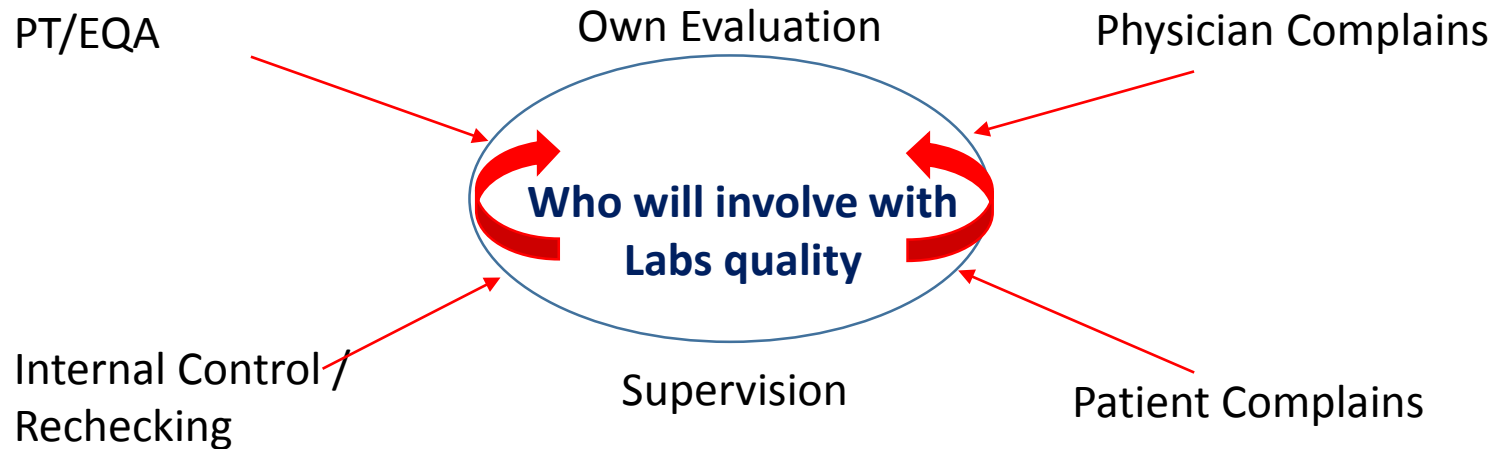 PT/EQA
Own Evaluation
Physician Complains
Who will involve with
Labs quality
Internal Control /
Rechecking
Supervision
Patient Complains